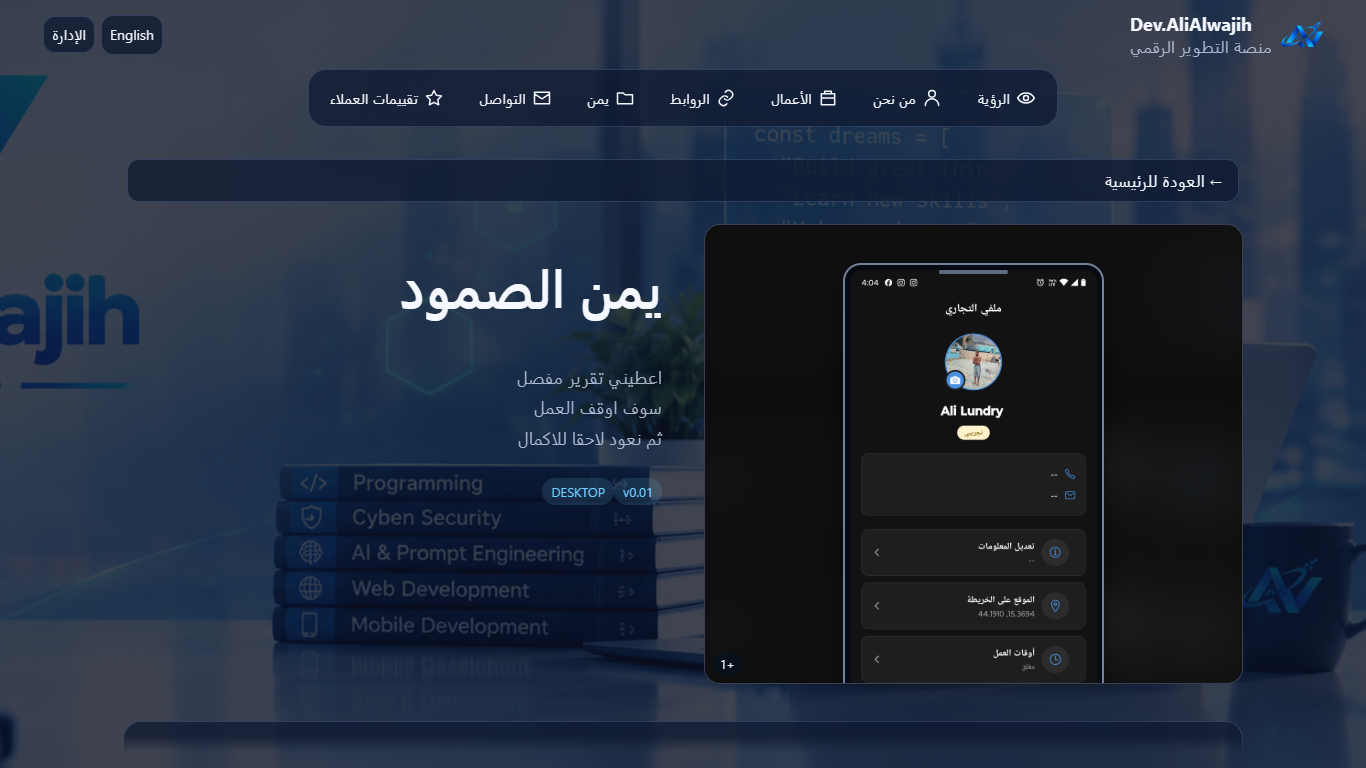 Dev.AliAlwajih
منصة التطوير الرقمي
English
الإدارة
الرؤية
من نحن
الأعمال
الروابط
يمن
التواصل
تقييمات العملاء
const dreams = [
"Build great things",
"Learn new skills",
← العودة للرئيسية
ajih
4:04
ملفي التجاري
Ali Lundry
تجريبي
--
--
تعديل المعلومات
--
الموقع على الخريطة
44.1910 ,15.3694
أوقات العمل
مغلق
+1
يمن الصمود
اعطيني تقرير مفصل
سوف اوقف العمل
ثم نعود لاحقا للاكمال
v0.01
DESKTOP
</> Programming
Cyben Security
AI & Prompt Engineering
Web Development
Mobile Development